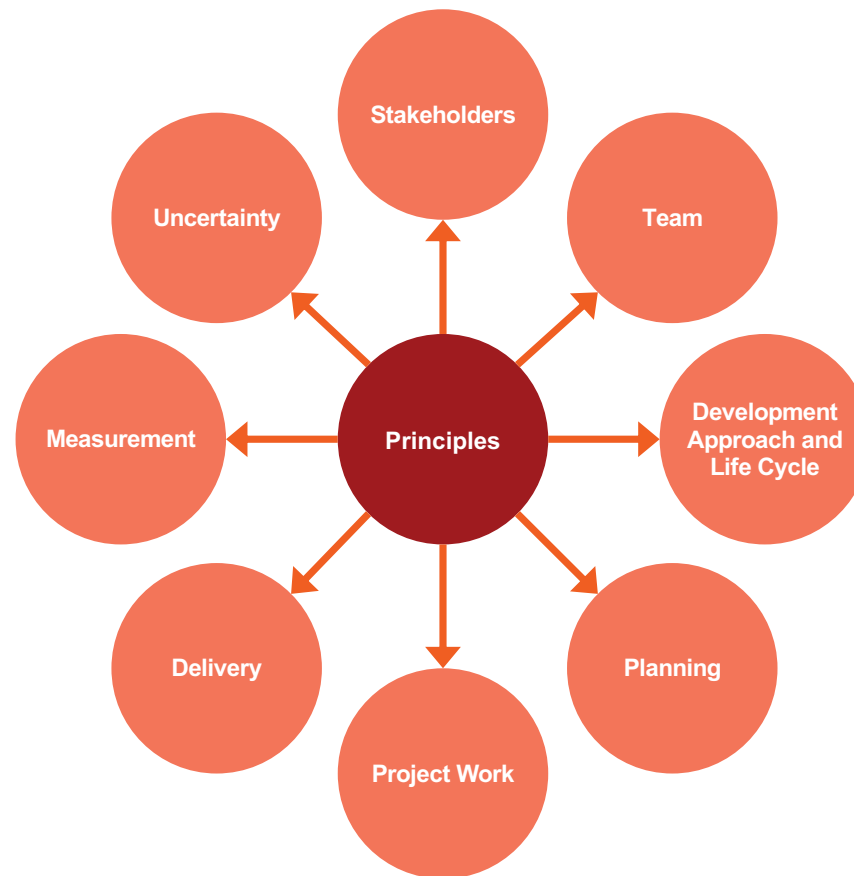 Stakeholders
Uncertainty
Team
Measurement
Principles
Development
Approach and
Life Cycle
Delivery
Planning
Project Work